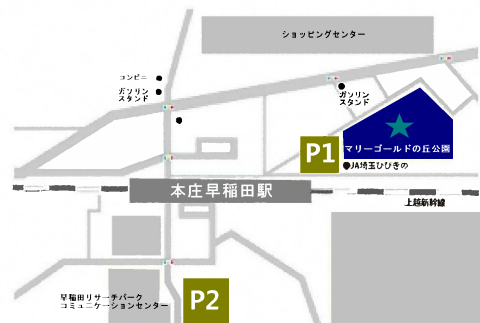 ショッピングセンター
コンビニ
ガソリン
スタンド
ガソリン
スタンド
マリーゴールドの丘公園
P1
JA埼玉ひびきの
本庄早稲田駅
上越新幹線
早稲田リサーチパーク
コミュニケーションセンター
P2